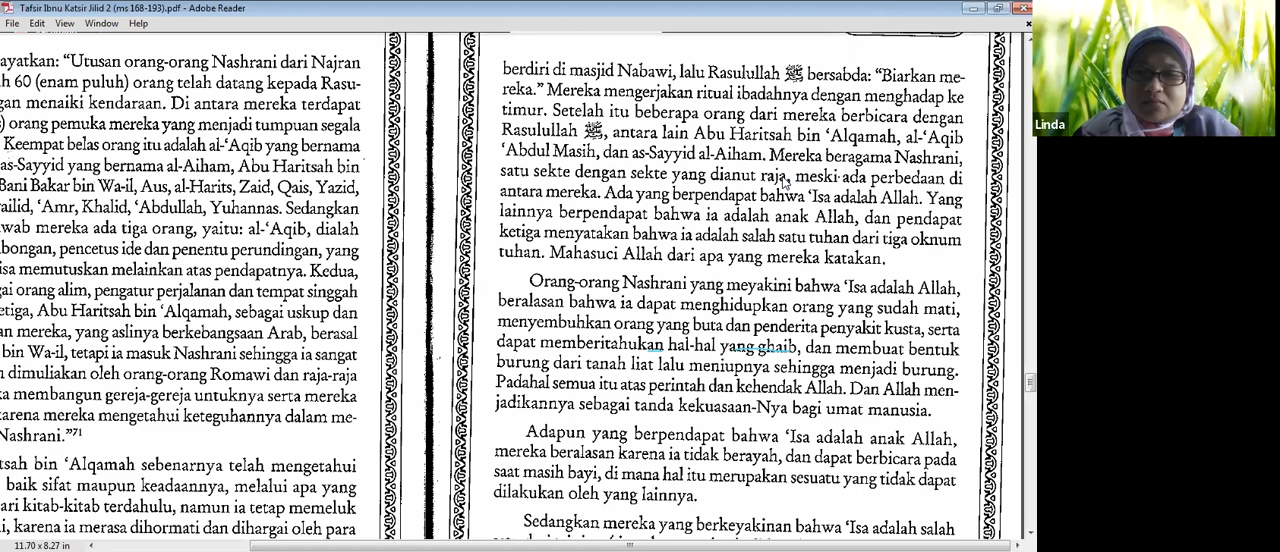 Tafsir Ibnu Katsir Jilid 2 (ms 168-193).pdf - Adobe Reader
File Edit View Window Help
ayatkan: “Utusan orang-orang Nashrani dari Najran
h 60 (enam puluh) orang telah datang kepada Rasu-
gan menaiki kendaraan. Di antara mereka terdapat
) orang pemuka mereka yang menjadi tumpuan segala
Keempat belas orang itu adalah al-‘Aqib yang bernama
as-Sayyid yang bernama al-Aiham, Abu Haritsah bin
Bani Bakar bin Wa-il, Aus, al-Harits, Zaid, Qais, Yazid,
ailid, ‘Amr, Khalid, ‘Abdullah, Yuhannas. Sedangkan
wab mereka ada tiga orang, yaitu: al-‘Aqib, dialah
bongan, pencetus ide dan penentu perundingan, yang
isa memutuskan melainkan atas pendapatnya. Kedua,
gai orang alim, pengatur perjalanan dan tempat singgah
etiga, Abu Haritsah bin ‘Alqamah, sebagai uskup dan
an mereka, yang aslinya berkebangsaan Arab, berasal
bin Wa-il, tetapi ia masuk Nashrani sehingga ia sangat
n dimuliakan oleh orang-orang Romawi dan raja-raja
ka membangun gereja-gereja untuknya serta mereka
karena mereka mengetahui keteguhannya dalam me-
Nashrani.”71
tsah bin ‘Alqamah sebenarnya telah mengetahui
baik sifat maupun keadaannya, melalui apa yang
ari kitab-kitab terdahulu, namun ia tetap memeluk
i, karena ia merasa dihormati dan dihargai oleh para
berdiri di masjid Nabawi, lalu Rasulullah ﷺ bersabda: “Biarkan me-
reka.” Mereka mengerjakan ritual ibadahnya dengan menghadap ke
timur. Setelah itu beberapa orang dari mereka berbicara dengan
Rasulullah ﷺ, antara lain Abu Haritsah bin ‘Alqamah, al-‘Aqib
‘Abdul Masih, dan as-Sayyid al-Aiham. Mereka beragama Nashrani,
satu sekte dengan sekte yang dianut raja, meski ada perbedaan di
antara mereka. Ada yang berpendapat bahwa ‘Isa adalah Allah. Yang
lainnya berpendapat bahwa ia adalah anak Allah, dan pendapat
ketiga menyatakan bahwa ia adalah salah satu tuhan dari tiga oknum
tuhan. Mahasuci Allah dari apa yang mereka katakan.
Orang-orang Nashrani yang meyakini bahwa ‘Isa adalah Allah,
beralasan bahwa ia dapat menghidupkan orang yang sudah mati,
menyembuhkan orang yang buta dan penderita penyakit kusta, serta
dapat memberitahukan hal-hal yang ghaib, dan membuat bentuk
burung dari tanah liat lalu meniupnya sehingga menjadi burung.
Padahal semua itu atas perintah dan kehendak Allah. Dan Allah men-
jadikannya sebagai tanda kekuasaan-Nya bagi umat manusia.
Adapun yang berpendapat bahwa ‘Isa adalah anak Allah,
mereka beralasan karena ia tidak berayah, dan dapat berbicara pada
saat masih bayi, di mana hal itu merupakan sesuatu yang tidak dapat
dilakukan oleh yang lainnya.
Sedangkan mereka yang berkeyakinan bahwa ‘Isa adalah salah
11.70 x 8.27 in
Linda